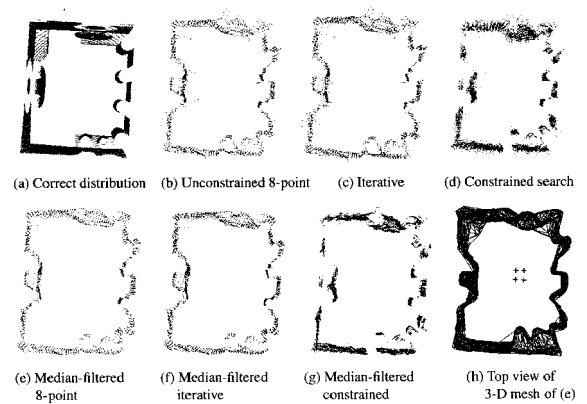 (a) Correct distribution
(b) Unconstrained 8-point
(c) Iterative
(d) Constrained search
(e) Median-filtered
8-point
(f) Median-filtered
iterative
(g) Median-filtered
constrained
(h) Top view of
3-D mesh of (e)